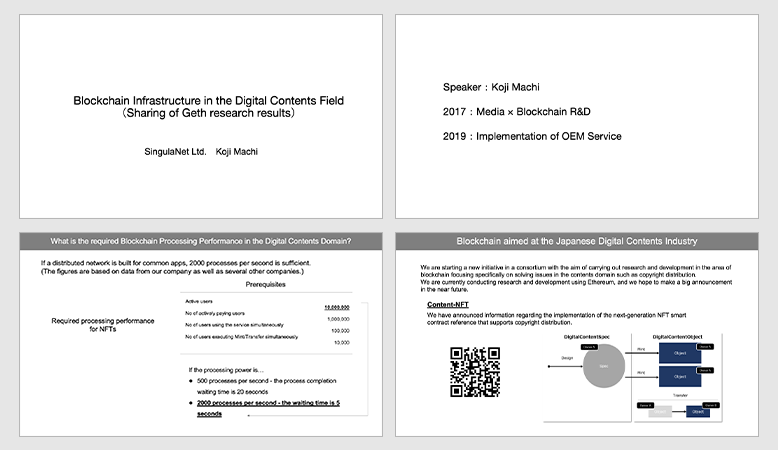 Blockchain Infrastructure in the Digital Contents Field
（Sharing of Geth research results）
SingulaNet Ltd. Koji Machi
Speaker：Koji Machi
2017：Media × Blockchain R&D
2019：Implementation of OEM Service
What is the required Blockchain Processing Performance in the Digital Contents Domain?
If a distributed network is built for common apps, 2000 processes per second is sufficient.
(The figures are based on data from our company as well as several other companies.)
Prerequisites
Required processing performance
for NFTs
Active users
10,000,000
No of actively paying users
1,000,000
No of users using the service simultaneously
100,000
No of users executing Mint/Transfer simultaneously
10,000
If the processing power is…
● 500 processes per second - the process completion
waiting time is 20 seconds
● 2000 processes per second - the waiting time is 5
seconds
Blockchain aimed at the Japanese Digital Contents Industry
We are starting a new initiative in a consortium with the aim of carrying out research and development in the area of
blockchain focusing specifically on solving issues in the contents domain such as copyright distribution.
We are currently conducting research and development using Ethereum, and we hope to make a big announcement
in the near future.
Content-NFT
We have announced information regarding the implementation of the next-generation NFT smart
contract reference that supports copyright distribution.
DigitalContentSpec
DigitalContentObject
Design
Object
Object
Transfer